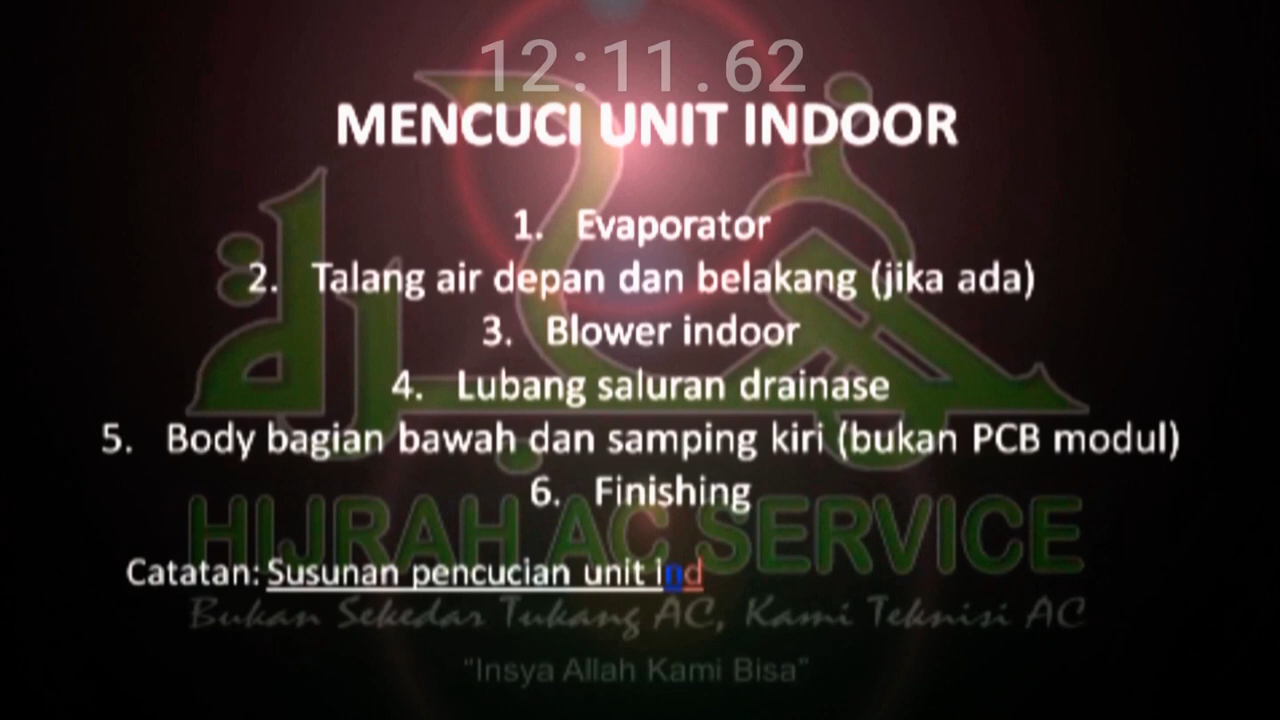 12:11.62
MENCUCI UNIT INDOOR
1. Evaporator
2. Talang air depan dan belakang (jika ada)
3. Blower indoor
4. Lubang saluran drainase
5. Body bagian bawah dan samping kiri (bukan PCB modul)
6. Finishing
HIJRAH AC SERVICE
Catatan: Susunan pencucian unit ind
Bukan Sekedar Tukang AC, Kami Teknisi AC
"Insya Allah Kami Bisa"